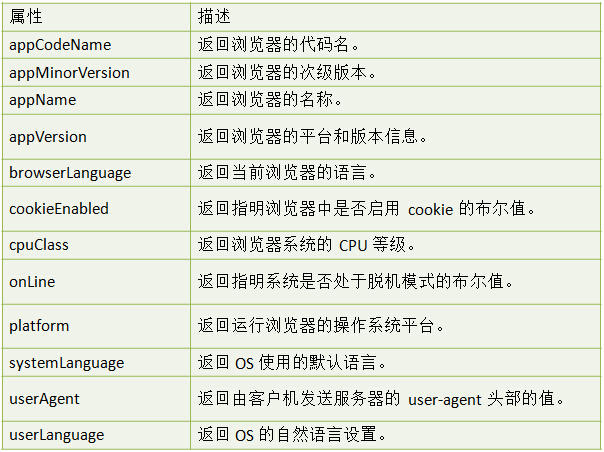 属性 描述
appCodeName 返回浏览器的代码名。
appMinorVersion 返回浏览器的次级版本。
appName 返回浏览器的名称。
appVersion 返回浏览器的平台和版本信息。
browserLanguage 返回当前浏览器的语言。
cookieEnabled 返回指明浏览器中是否启用 cookie 的布尔值。
cpuClass 返回浏览器系统的 CPU 等级。
onLine 返回指明系统是否处于脱机模式的布尔值。
platform 返回运行浏览器的操作系统平台。
systemLanguage 返回 OS 使用的默认语言。
userAgent 返回由客户机发送服务器的 user-agent 头部的值。
userLanguage 返回 OS 的自然语言设置。